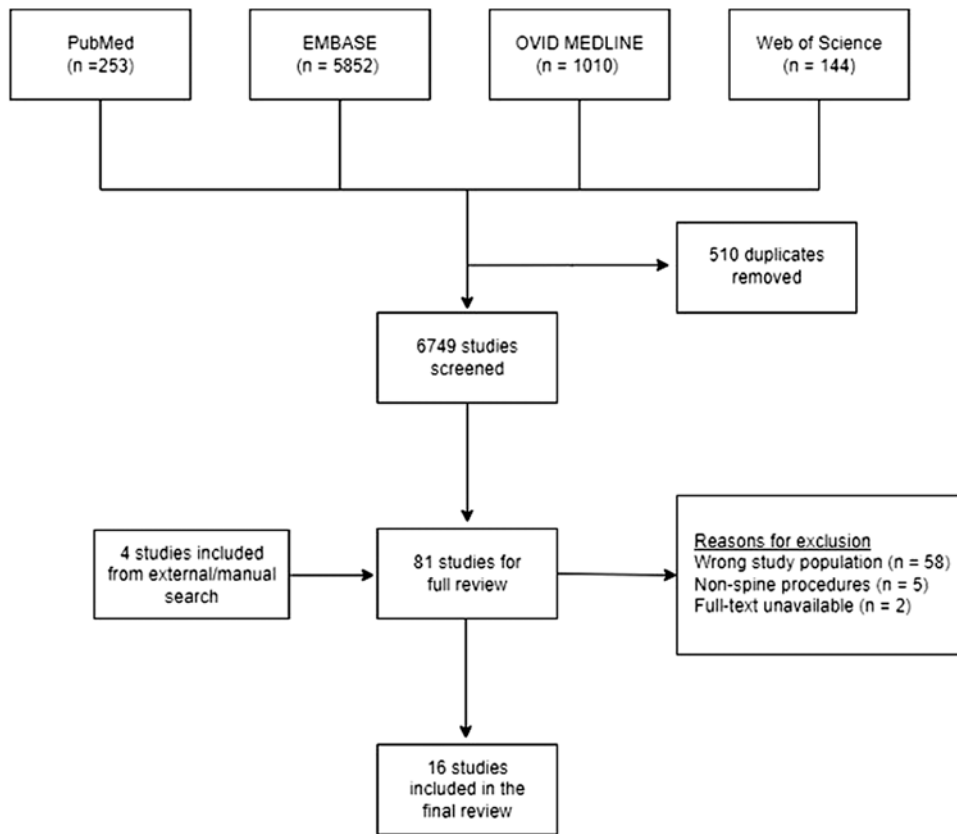 PubMed
(n =253)
EMBASE
(n = 5852)
OVID MEDLINE
(n = 1010)
Web of Science
(n = 144)
510 duplicates
removed
6749 studies
screened
4 studies included
from external/manual
search
81 studies for
full review
Reasons for exclusion
Wrong study population (n = 58)
Non-spine procedures (n = 5)
Full-text unavailable (n = 2)
16 studies
included in the
final review